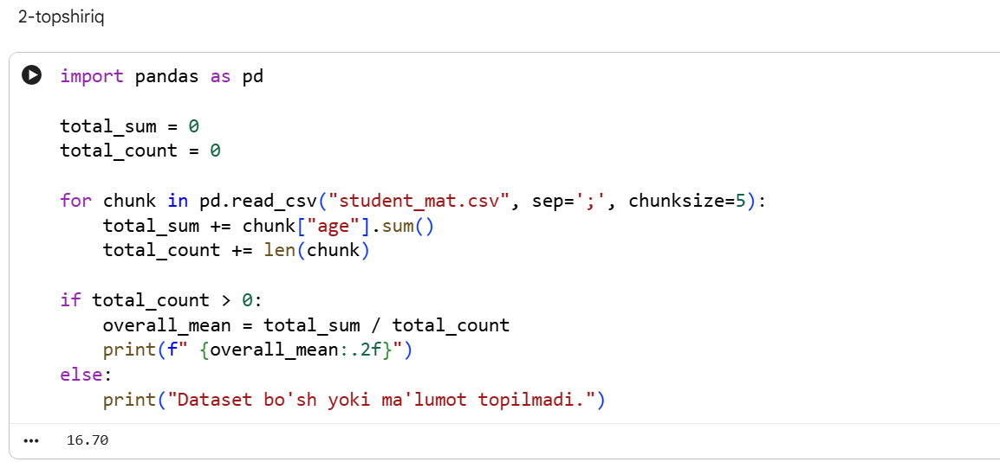 2-topshiriq
import pandas as pd
total_sum = 0
total_count = 0
for chunk in pd.read_csv("student_mat.csv", sep=';', chunksize=5):
    total_sum += chunk["age"].sum()
    total_count += len(chunk)
if total_count > 0:
    overall_mean = total_sum / total_count
    print(f" {overall_mean:.2f}")
else:
    print("Dataset bo'sh yoki ma'lumot topilmadi.")
16.70